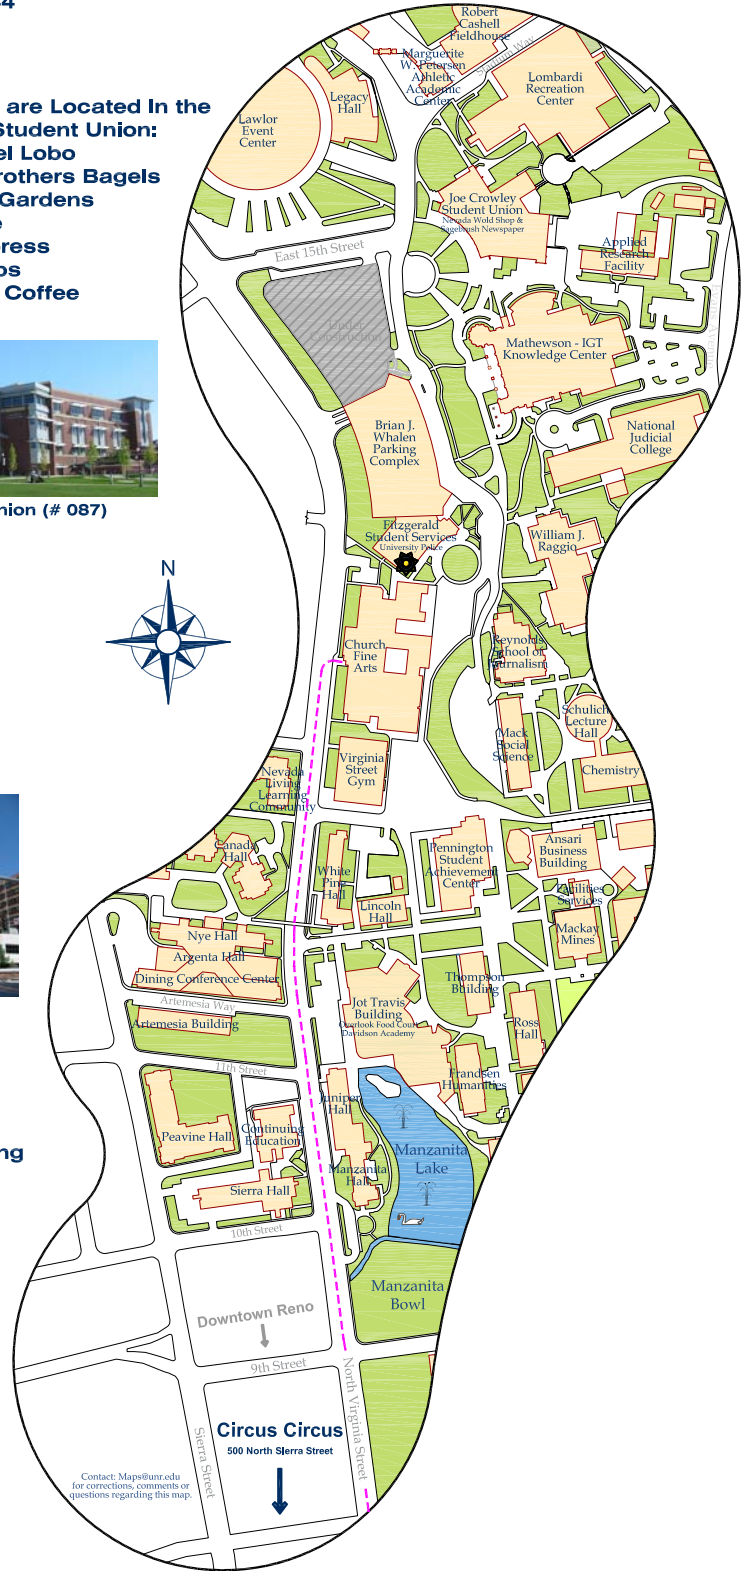 are Located In the
Student Union:
el Lobo
rothers Bagels
Gardens
press
os
Coffee
nion (# 087)
N
ng
Robert
Cashell
Fieldhouse
Marguerite
W. Petersen
Athletic
Academic
Center
Stadium Way
Lombardi
Recreation
Center
Legacy
Hall
Lawlor
Event
Center
Joe Crowley
Student Union
Nevada Wold Shop &
Sagebrush Newspaper
Applied
Research
Facility
East 15th Street
Evans Avenue
Under
Construction
Mathewson - IGT
Knowledge Center
Brian J.
Whalen
Parking
Complex
National
Judicial
College
Fitzgerald
Student Services
University Police
William J.
Raggio
Church
Fine
Arts
Reynolds
School of
Journalism
Schulich
Lecture
Hall
Mack
Social
Science
Chemistry
Virginia
Street
Gym
Nevada
Living
Learning
Community
Canada
Hall
White
Pine
Hall
Lincoln
Hall
Pennington
Student
Achievement
Center
Ansari
Business
Building
Facilities
Services
Mackay
Mines
Nye Hall
Argenta Hall
Dining Conference Center
Artemesia Way
Artemesia Building
Thompson
Building
Jot Travis
Building
Overlook Food Court
Davidson Academy
Ross
Hall
11th Street
Frandsen
Humanities
Juniper
Hall
Peavine Hall
Continuing
Education
Manzanita
Lake
Manzanita
Hall
Sierra Hall
10th Street
Manzanita
Bowl
Downtown Reno
9th Street
North Virginia Street
Sierra Street
Circus Circus
500 North Sierra Street
Contact: Maps@unr.edu
for corrections, comments or
questions regarding this map.